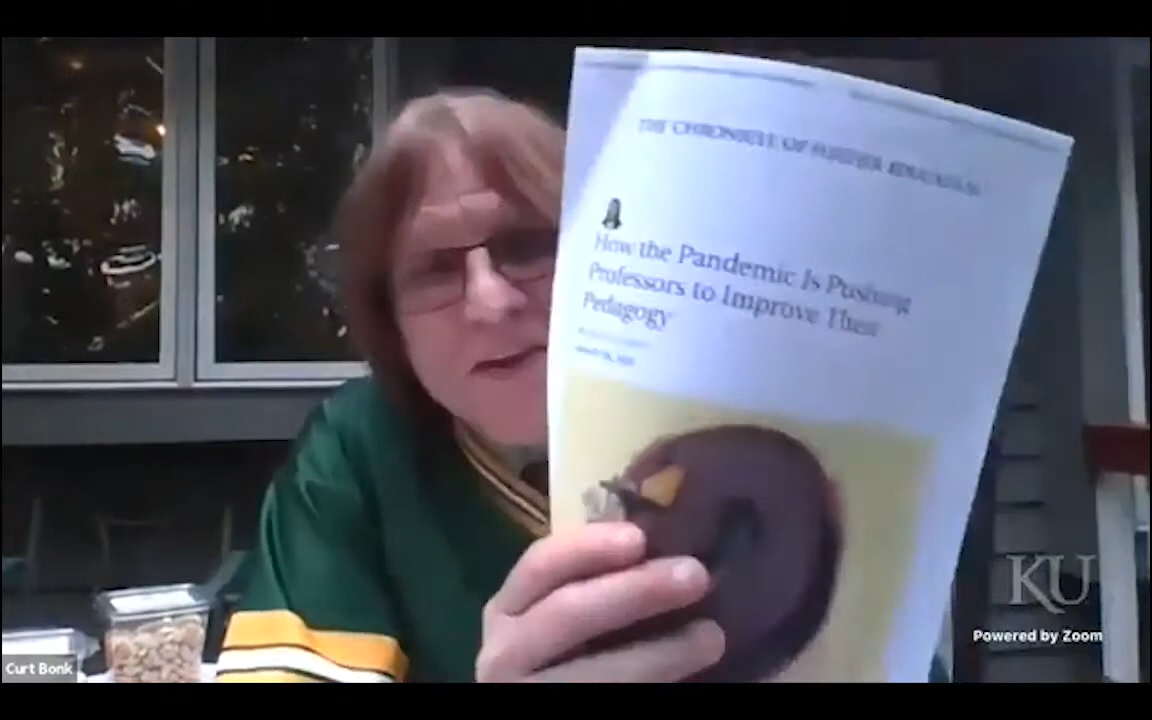 THE CHRONICLE OF HIGHER EDUCATION
How the Pandemic Is Pushing
Professors to Improve Their
Pedagogy
KU
Powered by Zoom
Curt Bonk